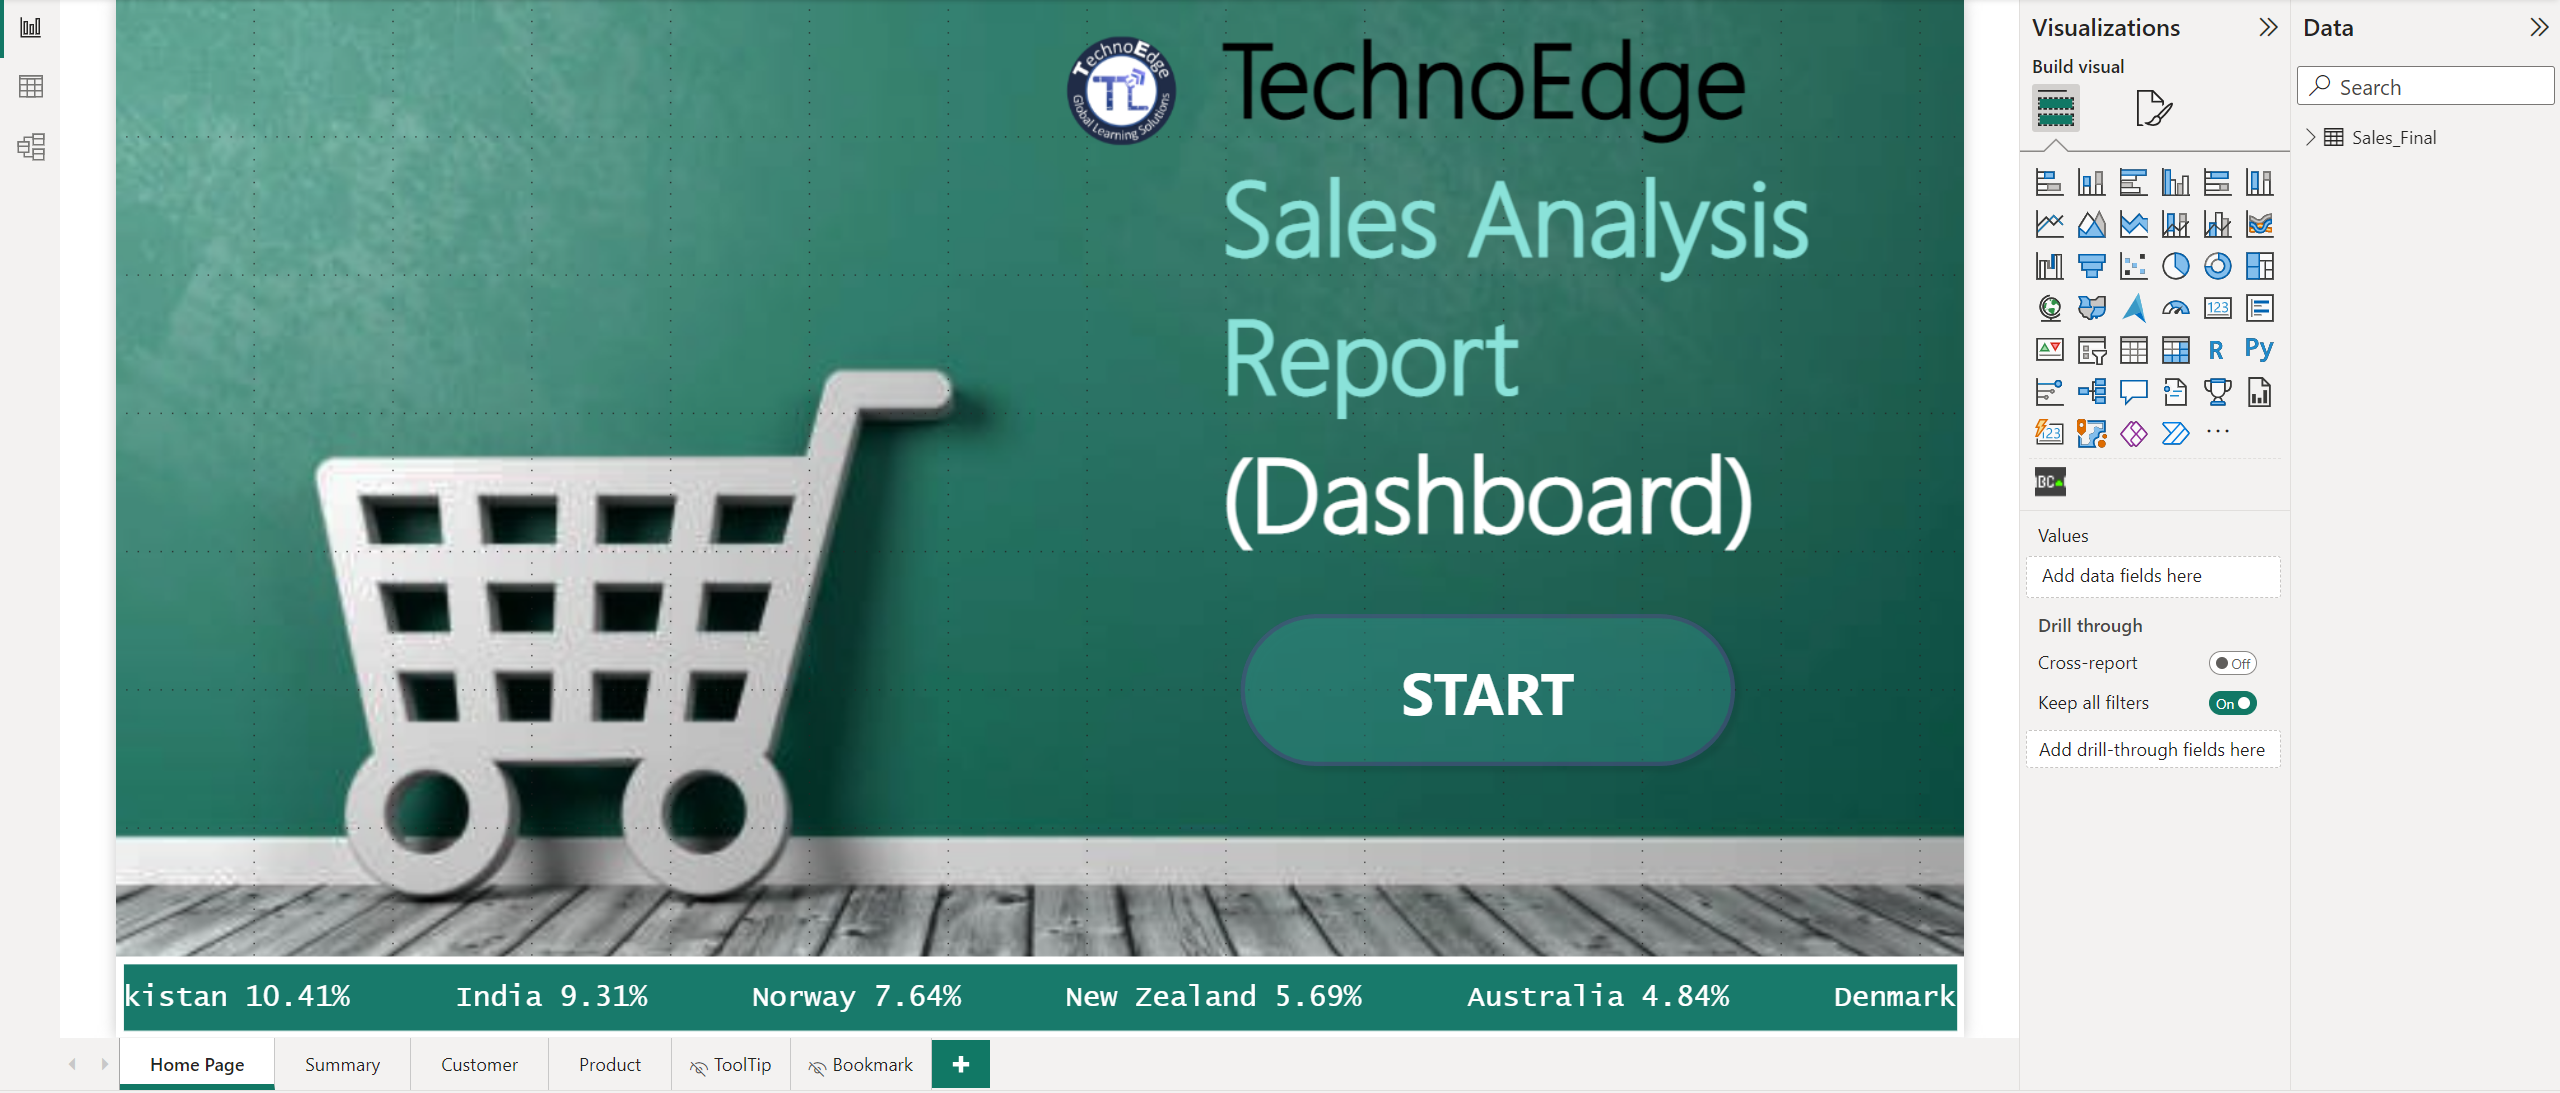 TechnoEdge
Global Learning Solutions
TL
TechnoEdge
Sales Analysis
Report
(Dashboard)
START
kistan 10.41% India 9.31% Norway 7.64% New Zealand 5.69% Australia 4.84% Denmark
Home Page Summary Customer Product ToolTip Bookmark +
Visualizations
Build visual
123
R Py
123
Values
Add data fields here
Drill through
Cross-report Off
Keep all filters On
Add drill-through fields here
Data
Search
Sales_Final